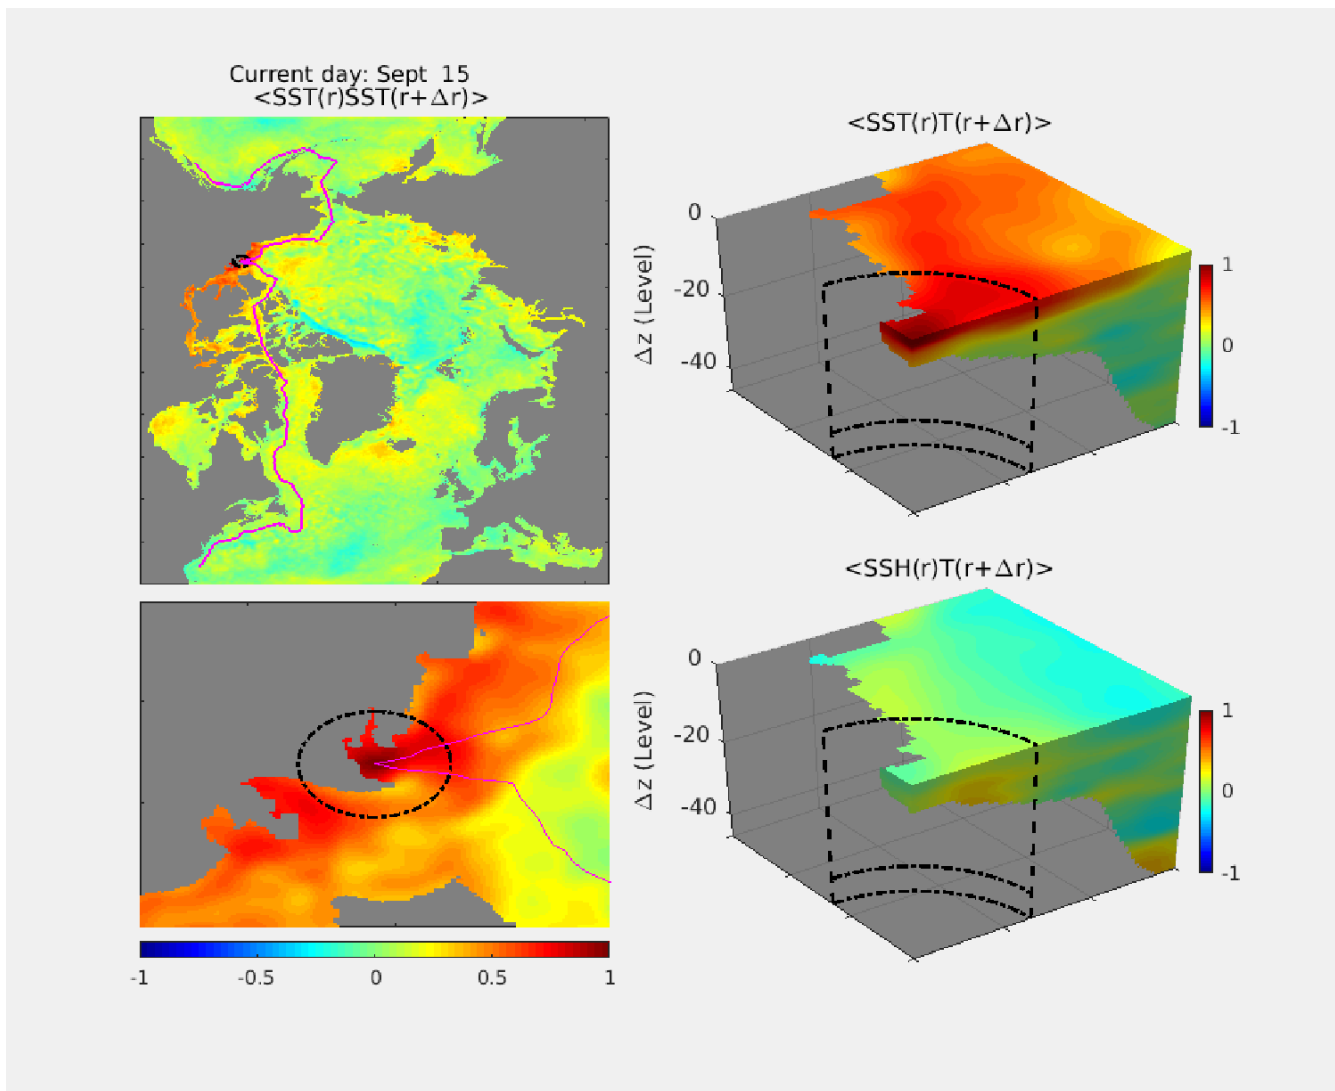 Current day: Sept 15
<SST(r)SST(r+Δr)>
-1 -0.5 0 0.5 1
<SST(r)T(r+Δr)>
0
-20
-40
Δz (Level)
1
0
-1
<SSH(r)T(r+Δr)>
0
-20
-40
Δz (Level)
1
0
-1